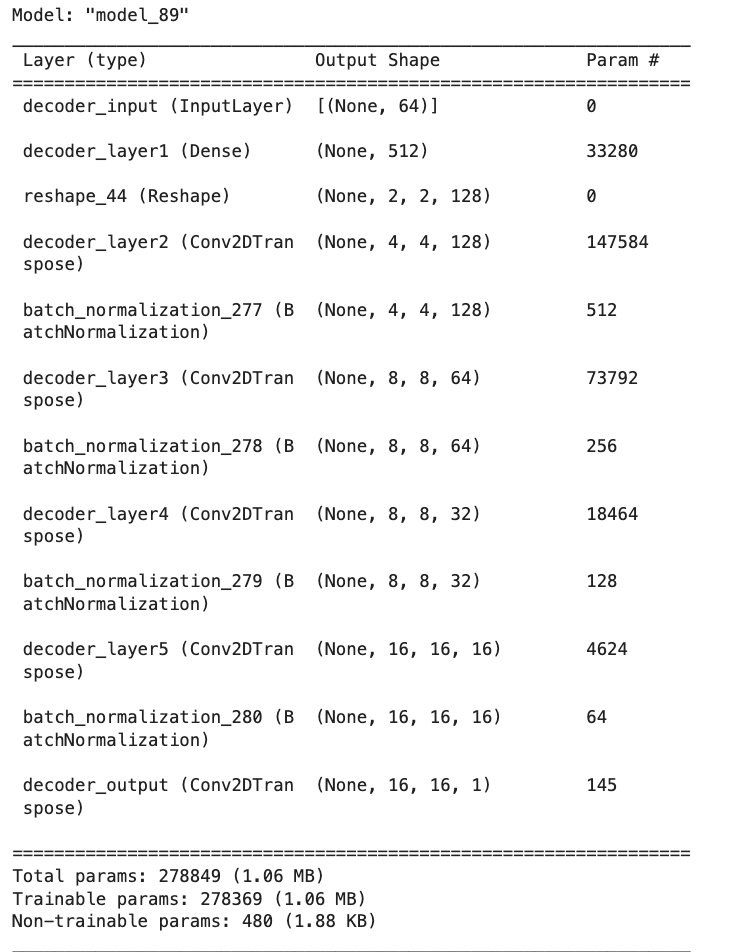 Model: "model_89"
Layer (type) Output Shape Param #
decoder_input (InputLayer) [(None, 64)] 0
decoder_layer1 (Dense) (None, 512) 33280
reshape_44 (Reshape) (None, 2, 2, 128) 0
decoder_layer2 (Conv2DTran (None, 4, 4, 128) 147584
spose)
batch_normalization_277 (B (None, 4, 4, 128) 512
atchNormalization)
decoder_layer3 (Conv2DTran (None, 8, 8, 64) 73792
spose)
batch_normalization_278 (B (None, 8, 8, 64) 256
atchNormalization)
decoder_layer4 (Conv2DTran (None, 8, 8, 32) 18464
spose)
batch_normalization_279 (B (None, 8, 8, 32) 128
atchNormalization)
decoder_layer5 (Conv2DTran (None, 16, 16, 16) 4624
spose)
batch_normalization_280 (B (None, 16, 16, 16) 64
atchNormalization)
decoder_output (Conv2DTran (None, 16, 16, 1) 145
spose)
Total params: 278849 (1.06 MB)
Trainable params: 278369 (1.06 MB)
Non-trainable params: 480 (1.88 KB)